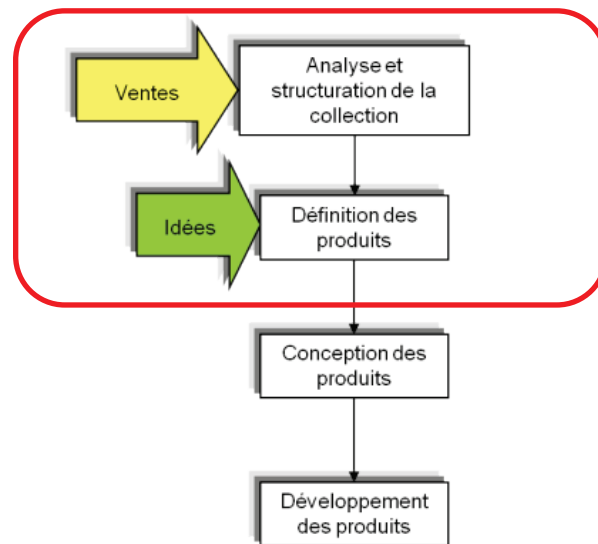 Ventes
Analyse et
structuration de la
collection
Idées
Définition des
produits
Conception des
produits
Développement
des produits